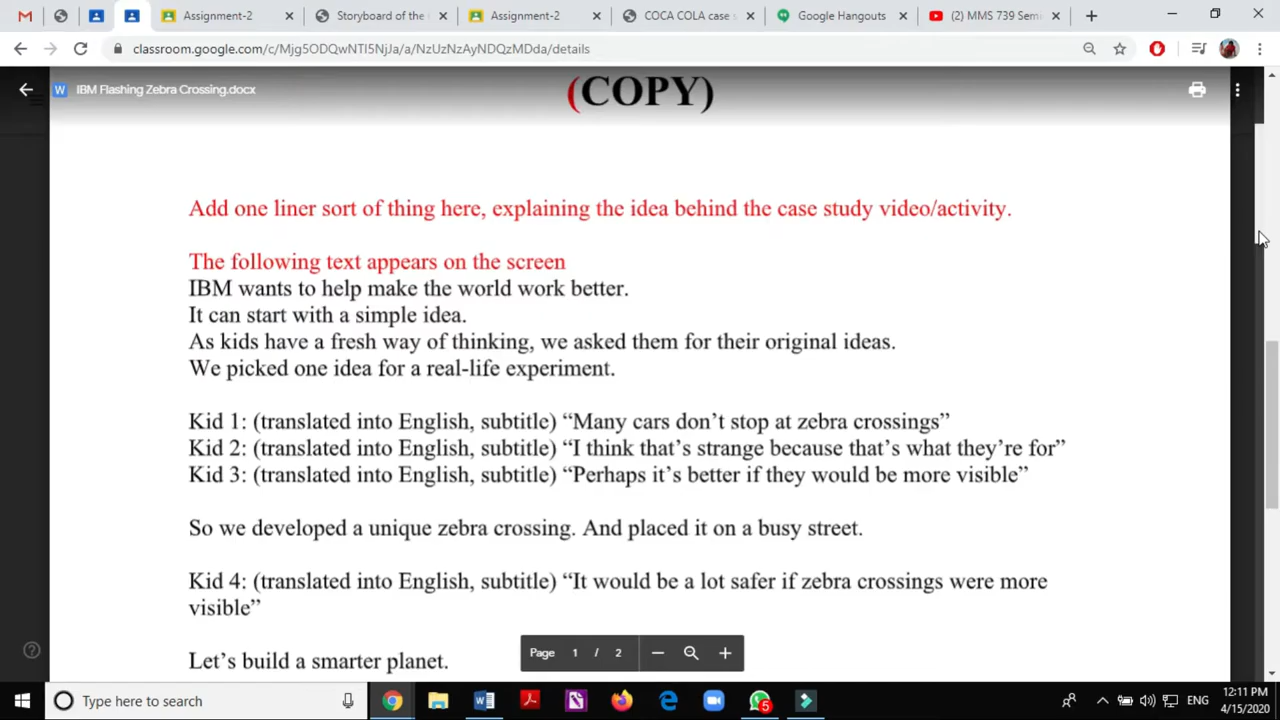 Assignment-2
Storyboard of the
Assignment-2
COCA COLA case s
Google Hangouts
(2) MMS 739 Sem
classroom.google.com/c/Mjg5ODQwNTI5NjJa/a/NzUzNzAyNDQzMDda/details
IBM Flashing Zebra Crossing.docx
(COPY)
Add one liner sort of thing here, explaining the idea behind the case study video/activity.
The following text appears on the screen
IBM wants to help make the world work better.
It can start with a simple idea.
As kids have a fresh way of thinking, we asked them for their original ideas.
We picked one idea for a real-life experiment.
Kid 1: (translated into English, subtitle) “Many cars don’t stop at zebra crossings”
Kid 2: (translated into English, subtitle) “I think that’s strange because that’s what they’re for”
Kid 3: (translated into English, subtitle) “Perhaps it’s better if they would be more visible”
So we developed a unique zebra crossing. And placed it on a busy street.
Kid 4: (translated into English, subtitle) “It would be a lot safer if zebra crossings were more
visible”
Let’s build a smarter planet.
Page 1 / 2
Type here to search
5
ENG
12:11 PM
4/15/2020